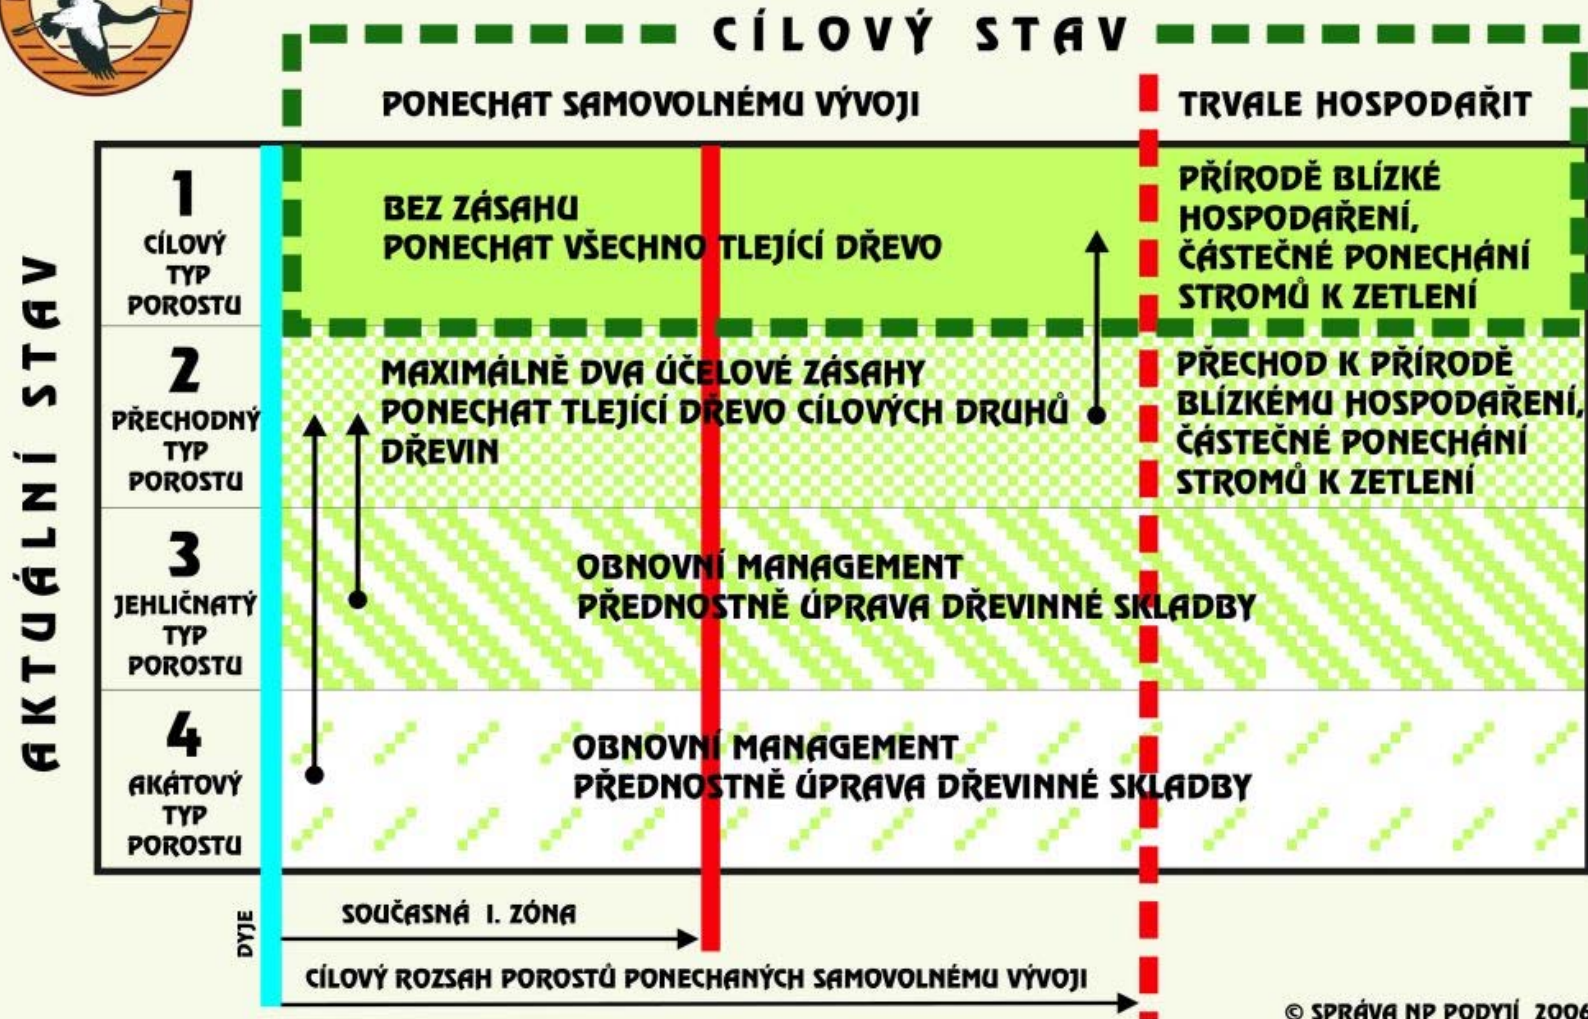 CÍLOVÝ STAV
PONECHAT SAMOVOLNÉMU VÝVOJI
TRVALE HOSPODAŘIT
AKTUÁLNÍ STAV
1
CÍLOVÝ
TYP
POROSTU
BEZ ZÁSAHU
PONECHAT VŠECHNO TLEJÍCÍ DŘEVO
PŘÍRODĚ BLÍZKÉ
HOSPODAŘENÍ,
ČÁSTEČNÉ PONECHÁNÍ
STROMŮ K ZETLENÍ
2
PŘECHODNÝ
TYP
POROSTU
MAXIMÁLNĚ DVA ÚČELOVÉ ZÁSAHY
PONECHAT TLEJÍCÍ DŘEVO CÍLOVÝCH DRUHŮ
DŘEVIN
PŘECHOD K PŘÍRODĚ
BLÍZKÉMU HOSPODAŘENÍ,
ČÁSTEČNÉ PONECHÁNÍ
STROMŮ K ZETLENÍ
3
JEHLIČNATÝ
TYP
POROSTU
OBNOVNÍ MANAGEMENT
PŘEDNOSTNĚ ÚPRAVA DŘEVINNÉ SKLADBY
4
AKÁTOVÝ
TYP
POROSTU
OBNOVNÍ MANAGEMENT
PŘEDNOSTNĚ ÚPRAVA DŘEVINNÉ SKLADBY
DYJE
SOUČASNÁ I. ZÓNA
CÍLOVÝ ROZSAH POROSTŮ PONECHANÝCH SAMOVOLNÉMU VÝVOJI
© SPRÁVA NP PODYJÍ 2006